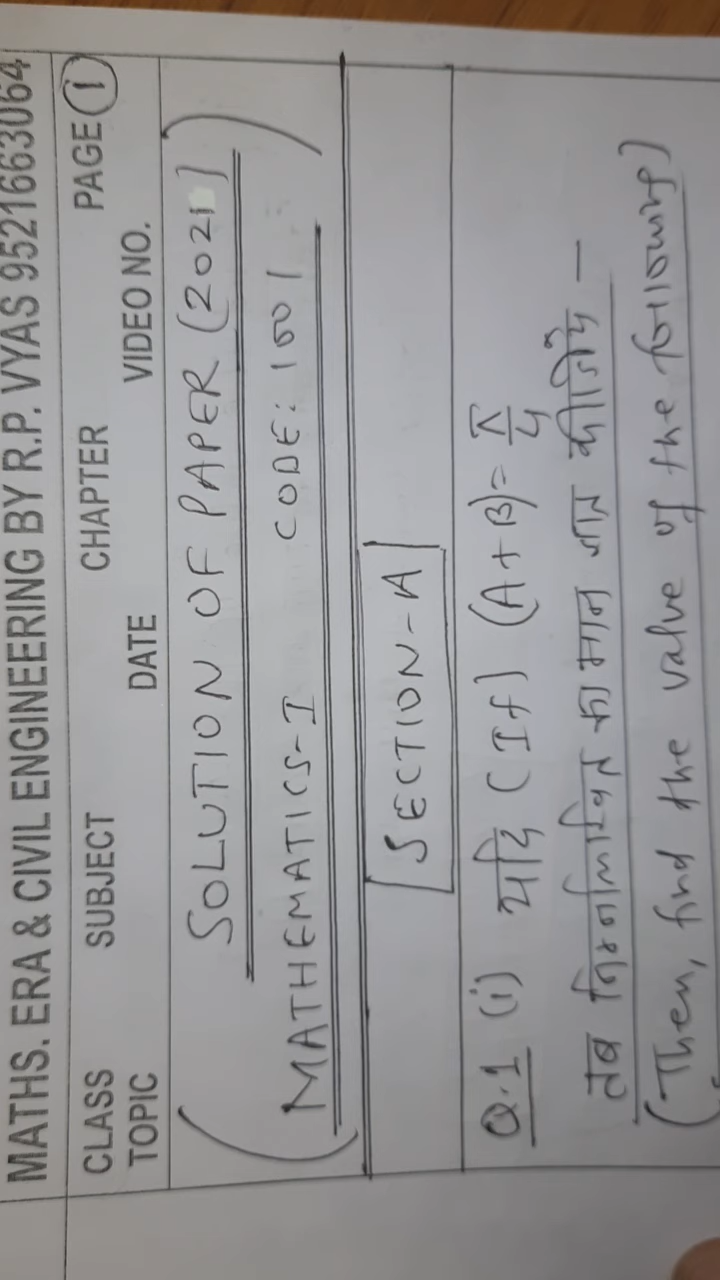 MATHS. ERA & CIVIL ENGINEERING BY R.P. VYAS 9521663064
CLASS SUBJECT CHAPTER PAGE 1
TOPIC DATE VIDEO NO.
SOLUTION OF PAPER (2021)
(MATHEMATICS-I CODE: 1001)
SECTION-A
Q.1 (i) यदि (If) (A+B)= π/4
तब निम्नलिखित का मान ज्ञात कीजिये –
(Then, find the value of the following)